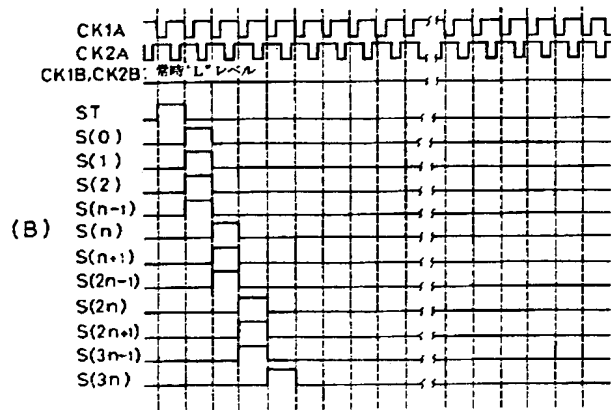 CK1A
CK2A
CK1B,CK2B: 常時"L"レベル
ST
S(0)
S(1)
S(2)
S(n-1)
(B) S(n)
S(n+1)
S(2n-1)
S(2n)
S(2n+1)
S(3n-1)
S(3n)